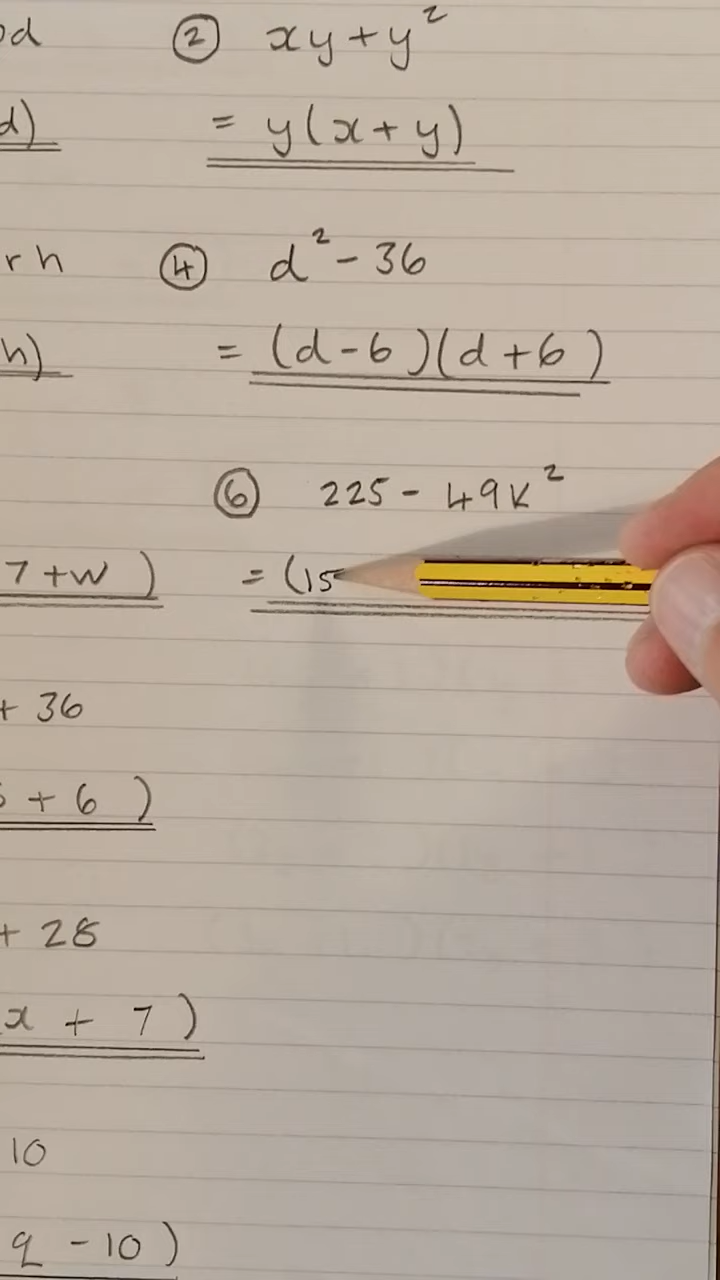 d
② xy + y²
d)
= y(x + y)
rh
④ d² - 36
h)
= (d - 6)(d + 6)
⑥ 225 - 49k²
7 + w)
= (15
+ 36
+ 6)
+ 28
x + 7)
10
q - 10)